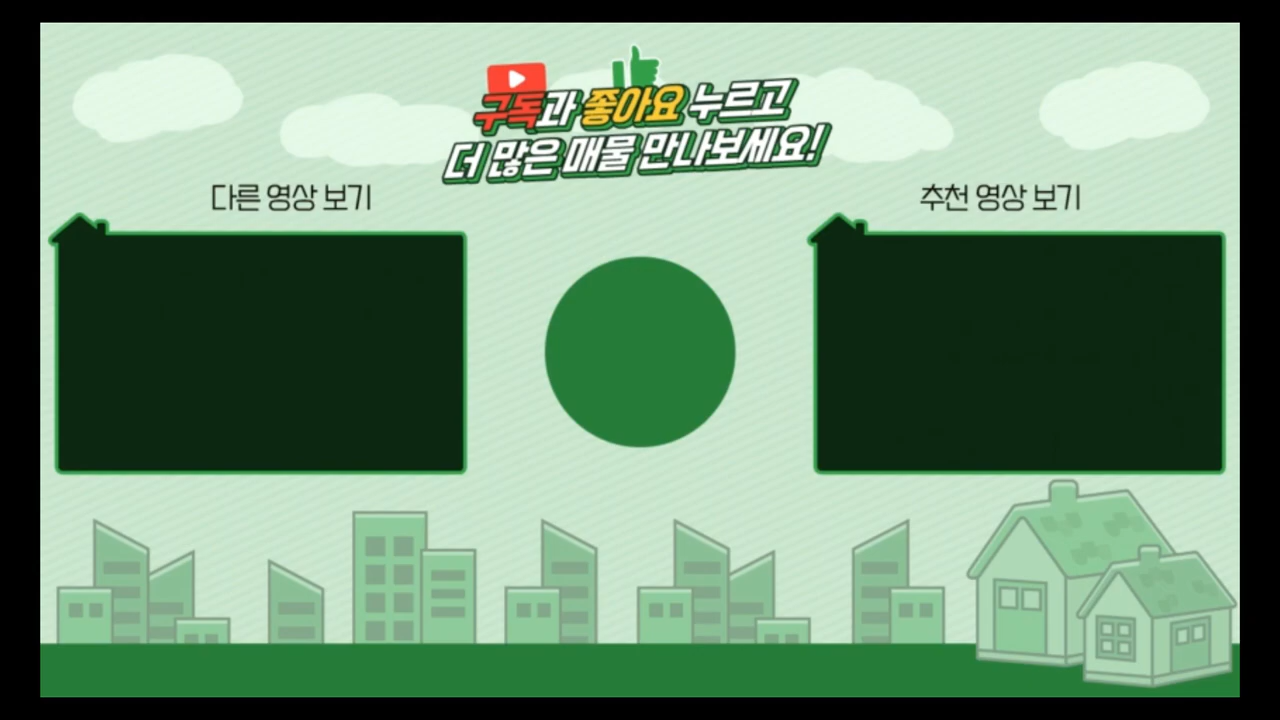 구독과 좋아요 누르고
더 많은 매물 만나보세요!
다른 영상 보기
추천 영상 보기